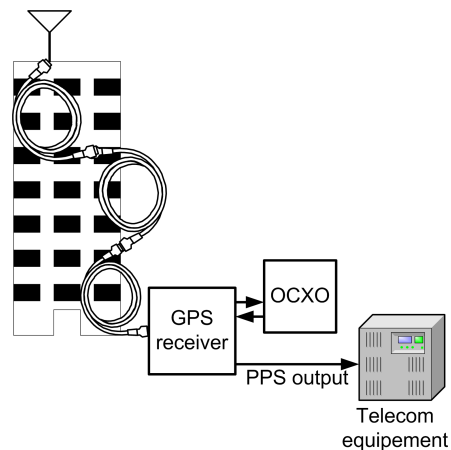 OCXO
GPS
receiver
PPS output
Telecom
equipement